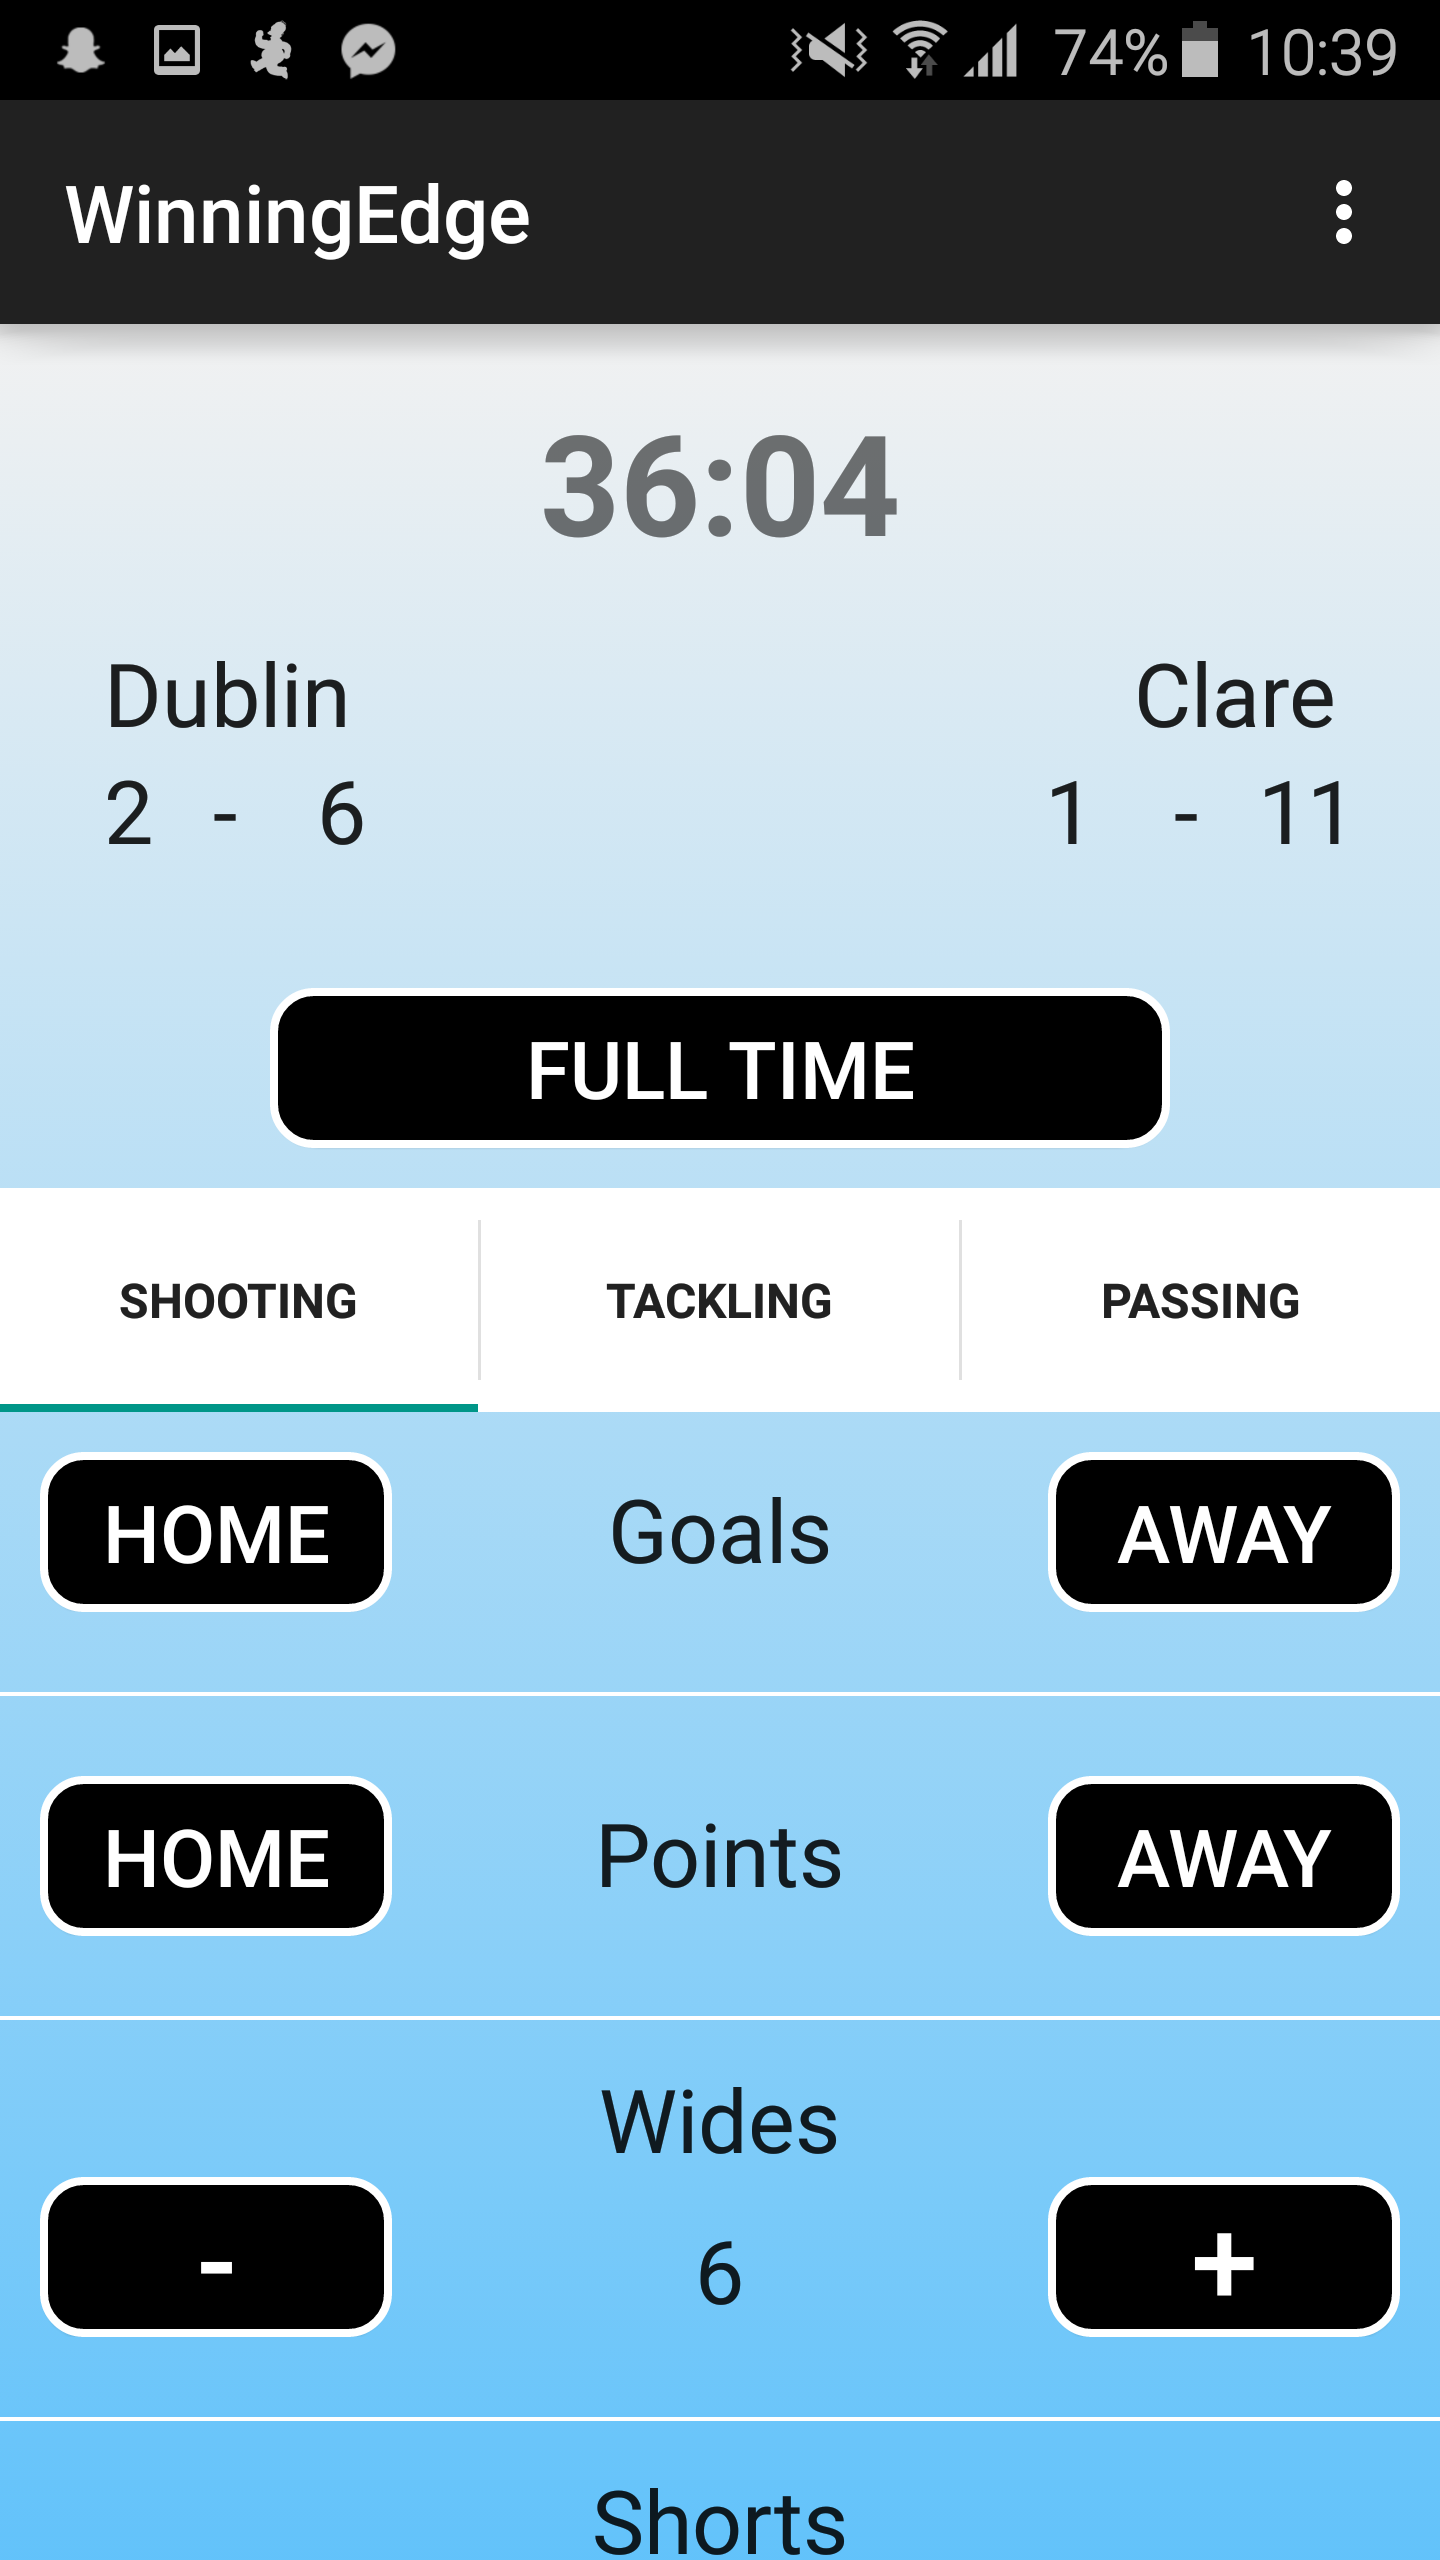 74% 10:39
WinningEdge
36:04
Dublin Clare
2 - 6 1 - 11
FULL TIME
SHOOTING TACKLING PASSING
HOME Goals AWAY
HOME Points AWAY
Wides
- 6 +
Shorts